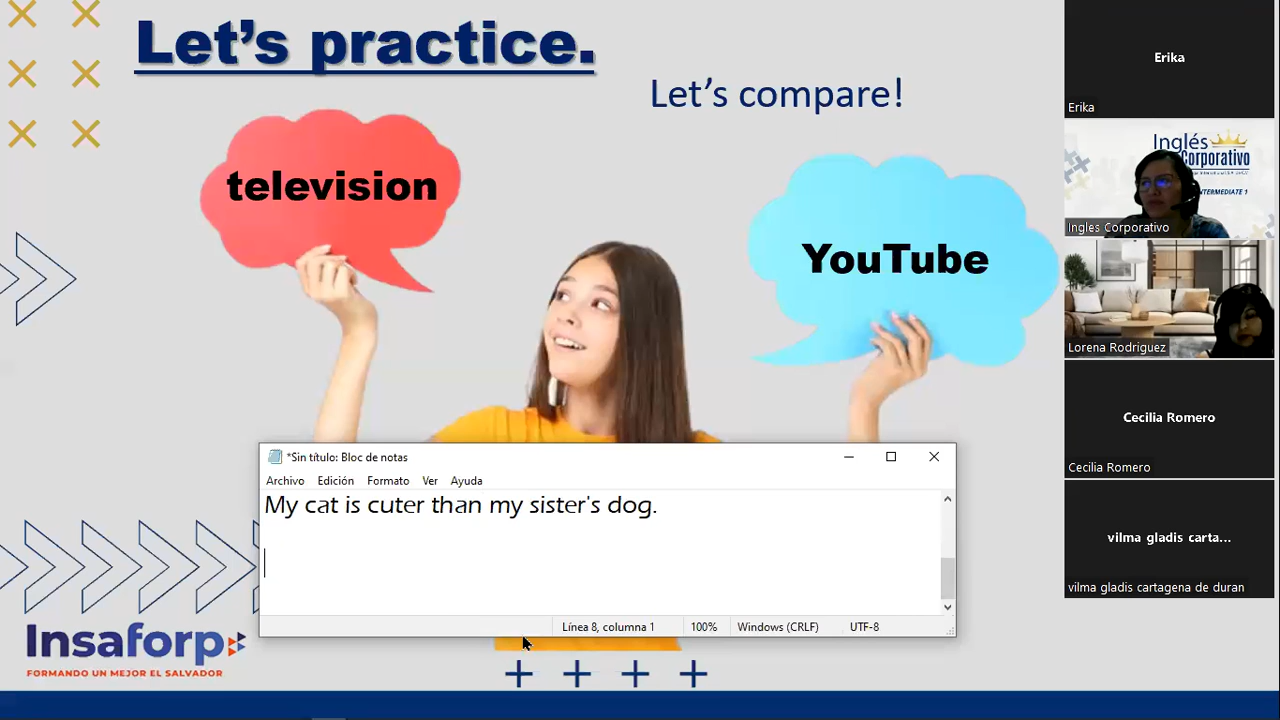 Let's practice.
Let's compare!
television
YouTube
*Sin título: Bloc de notas
Archivo Edición Formato Ver Ayuda
My cat is cuter than my sister's dog.
Línea 8, columna 1 100% Windows (CRLF) UTF-8
Insaforp
FORMANDO UN MEJOR EL SALVADOR
Erika
Erika
Inglés
Corporativo
INTERMEDIATE 1
Ingles Corporativo
Lorena Rodriguez
Cecilia Romero
Cecilia Romero
vilma gladis carta...
vilma gladis cartagena de duran